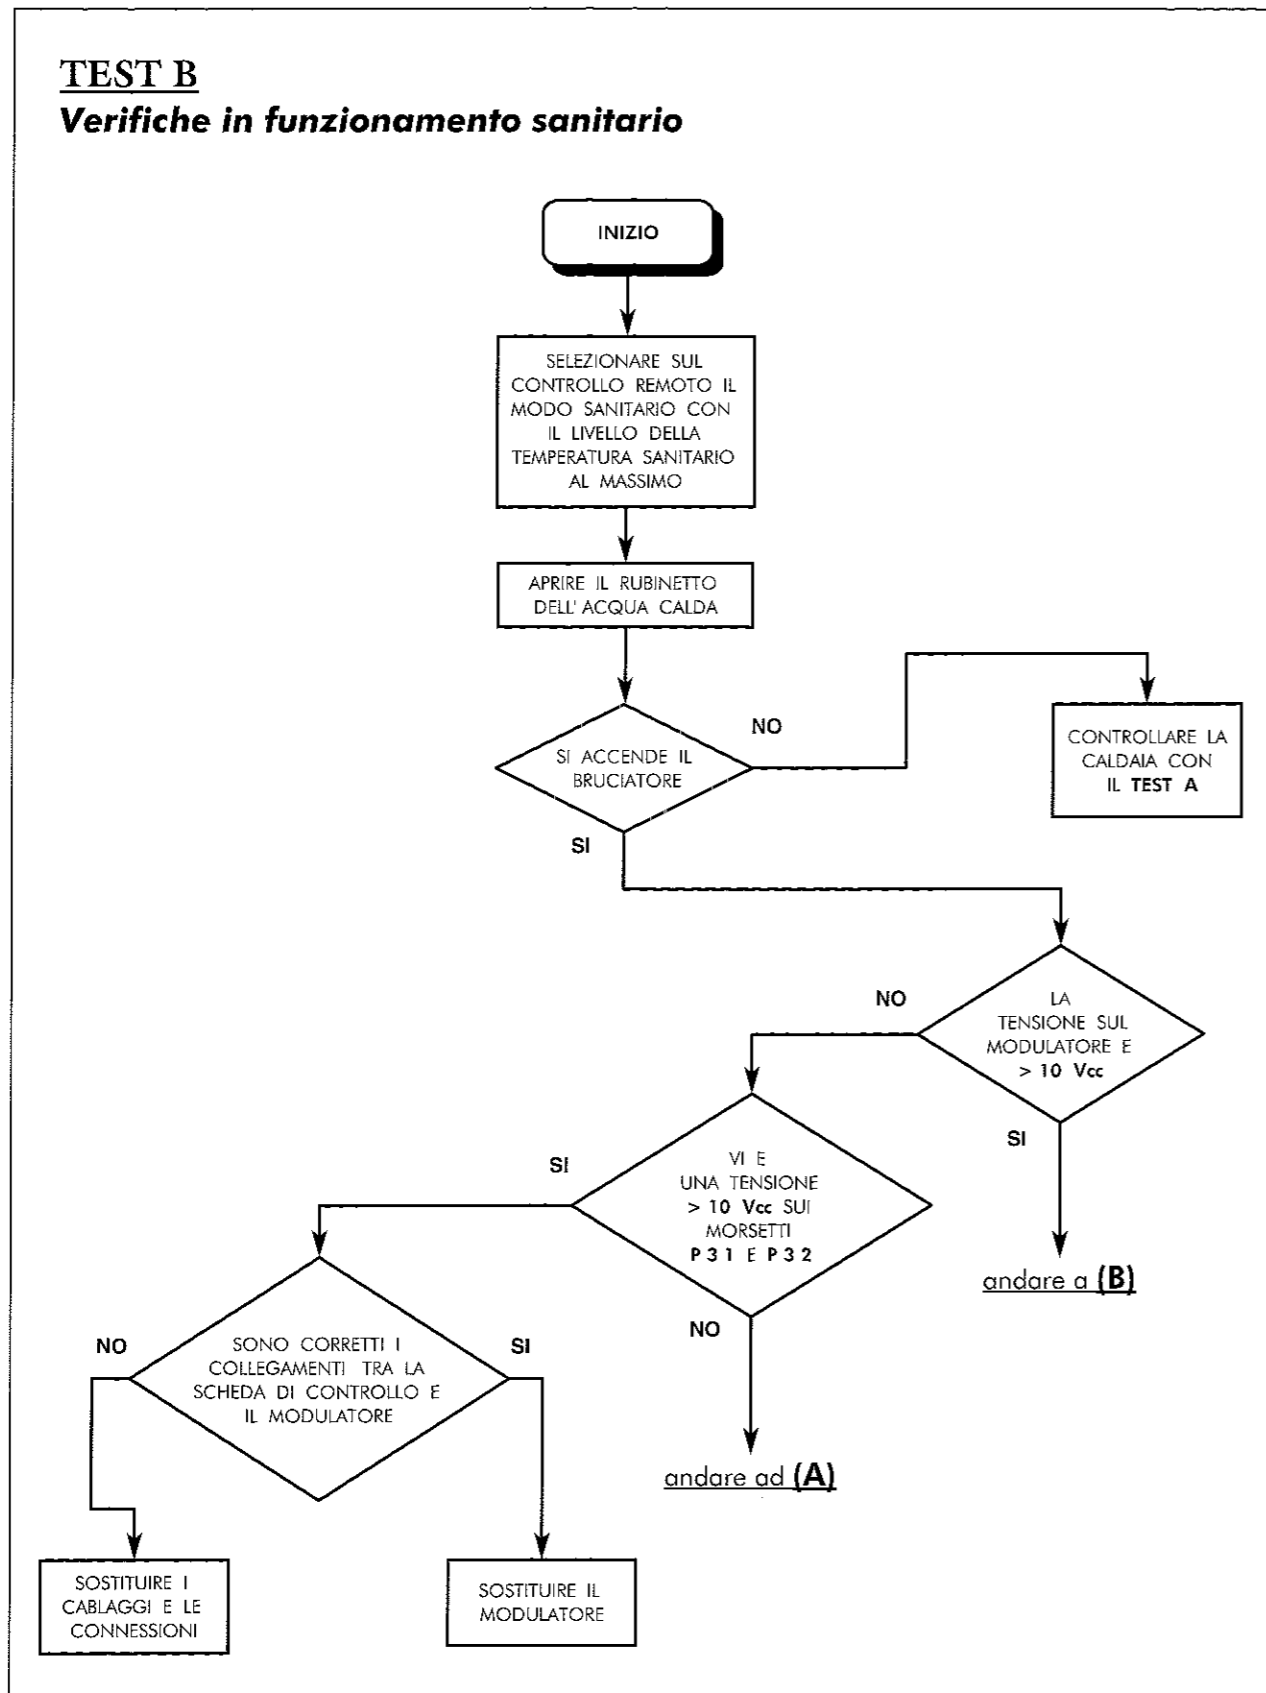 TEST B
Verifiche in funzionamento sanitario
INIZIO
SELEZIONARE SUL
CONTROLLO REMOTO IL
MODO SANITARIO CON
IL LIVELLO DELLA
TEMPERATURA SANITARIO
AL MASSIMO
APRIRE IL RUBINETTO
DELL'ACQUA CALDA
SI ACCENDE IL
BRUCIATORE
NO
CONTROLLARE LA
CALDAIA CON
IL TEST A
SI
LA
TENSIONE SUL
MODULATORE E
> 10 Vcc
NO
SI
andare a (B)
VI E
UNA TENSIONE
> 10 Vcc SUI
MORSETTI
P31 E P32
SI
NO
andare ad (A)
SONO CORRETTI I
COLLEGAMENTI TRA LA
SCHEDA DI CONTROLLO E
IL MODULATORE
NO
SI
SOSTITUIRE I
CABLAGGI E LE
CONNESSIONI
SOSTITUIRE IL
MODULATORE